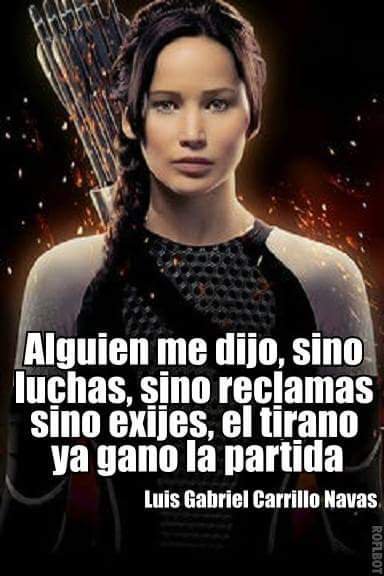 Alguien me dijo, sino
luchas, sino reclamas
sino exijes, el tirano
ya gano la partida
Luis Gabriel Carrillo Navas
ROFLBOT